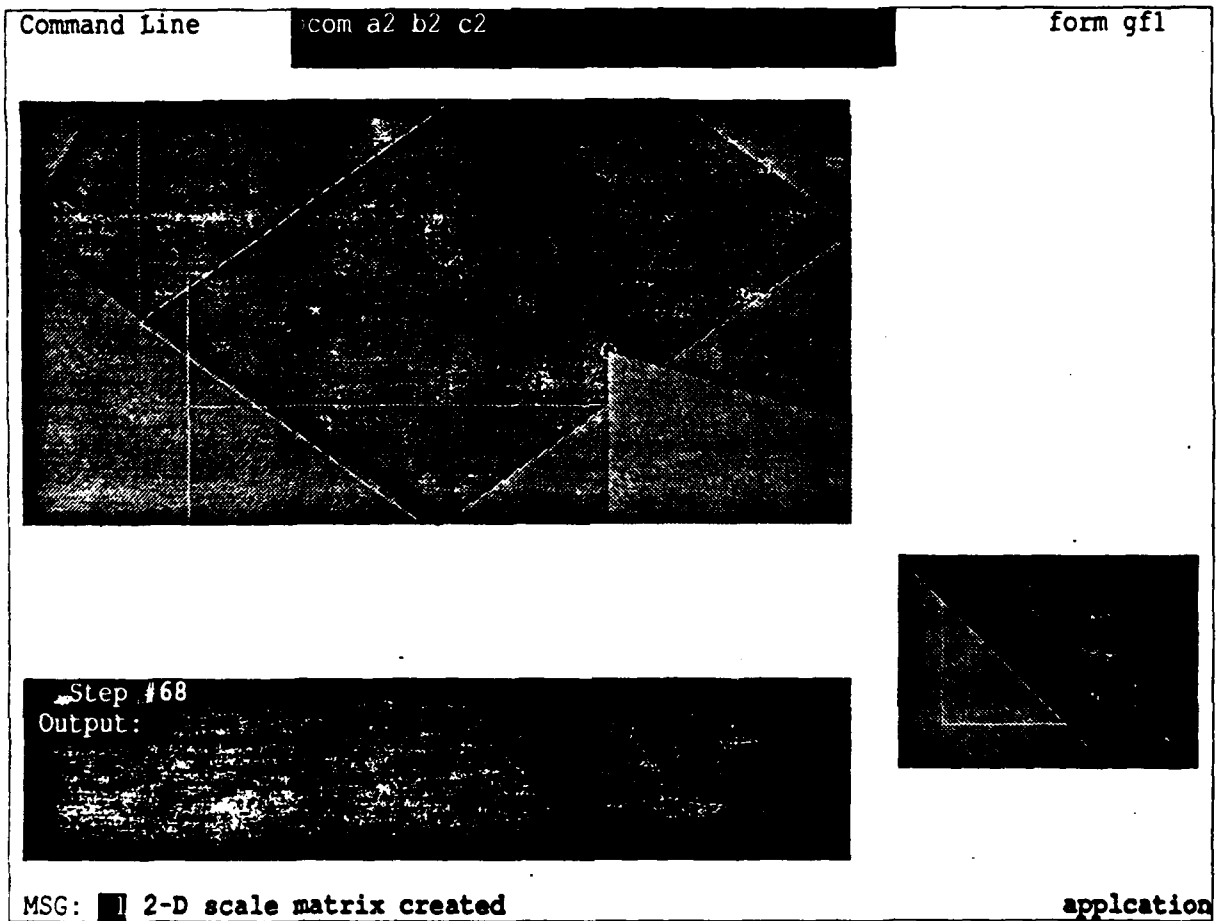 Command Line
com a2 b2 c2
form gf1
Step #68
Output:
MSG: 2-D scale matrix created
applcation